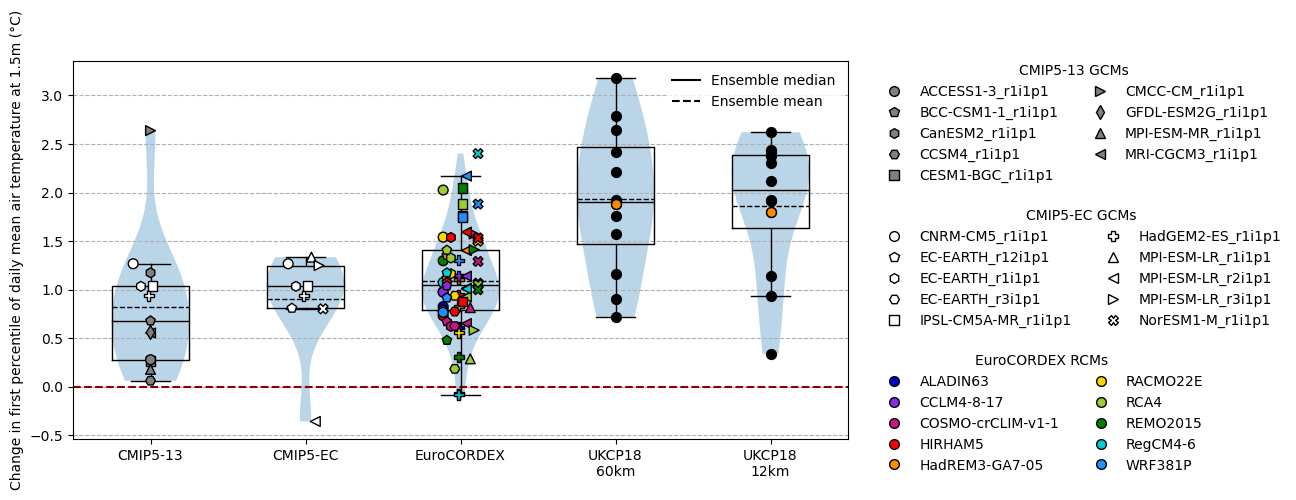 Change in first percentile of daily mean air temperature at 1.5m (°C)
3.0
2.5
2.0
1.5
1.0
0.5
0.0
−0.5
Ensemble median
Ensemble mean
CMIP5-13
CMIP5-EC
EuroCORDEX
UKCP18
60km
UKCP18
12km
CMIP5-13 GCMs
ACCESS1-3_r1i1p1
BCC-CSM1-1_r1i1p1
CanESM2_r1i1p1
CCSM4_r1i1p1
CESM1-BGC_r1i1p1
CMCC-CM_r1i1p1
GFDL-ESM2G_r1i1p1
MPI-ESM-MR_r1i1p1
MRI-CGCM3_r1i1p1
CMIP5-EC GCMs
CNRM-CM5_r1i1p1
EC-EARTH_r12i1p1
EC-EARTH_r1i1p1
EC-EARTH_r3i1p1
IPSL-CM5A-MR_r1i1p1
HadGEM2-ES_r1i1p1
MPI-ESM-LR_r1i1p1
MPI-ESM-LR_r2i1p1
MPI-ESM-LR_r3i1p1
NorESM1-M_r1i1p1
EuroCORDEX RCMs
ALADIN63
CCLM4-8-17
COSMO-crCLIM-v1-1
HIRHAM5
HadREM3-GA7-05
RACMO22E
RCA4
REMO2015
RegCM4-6
WRF381P